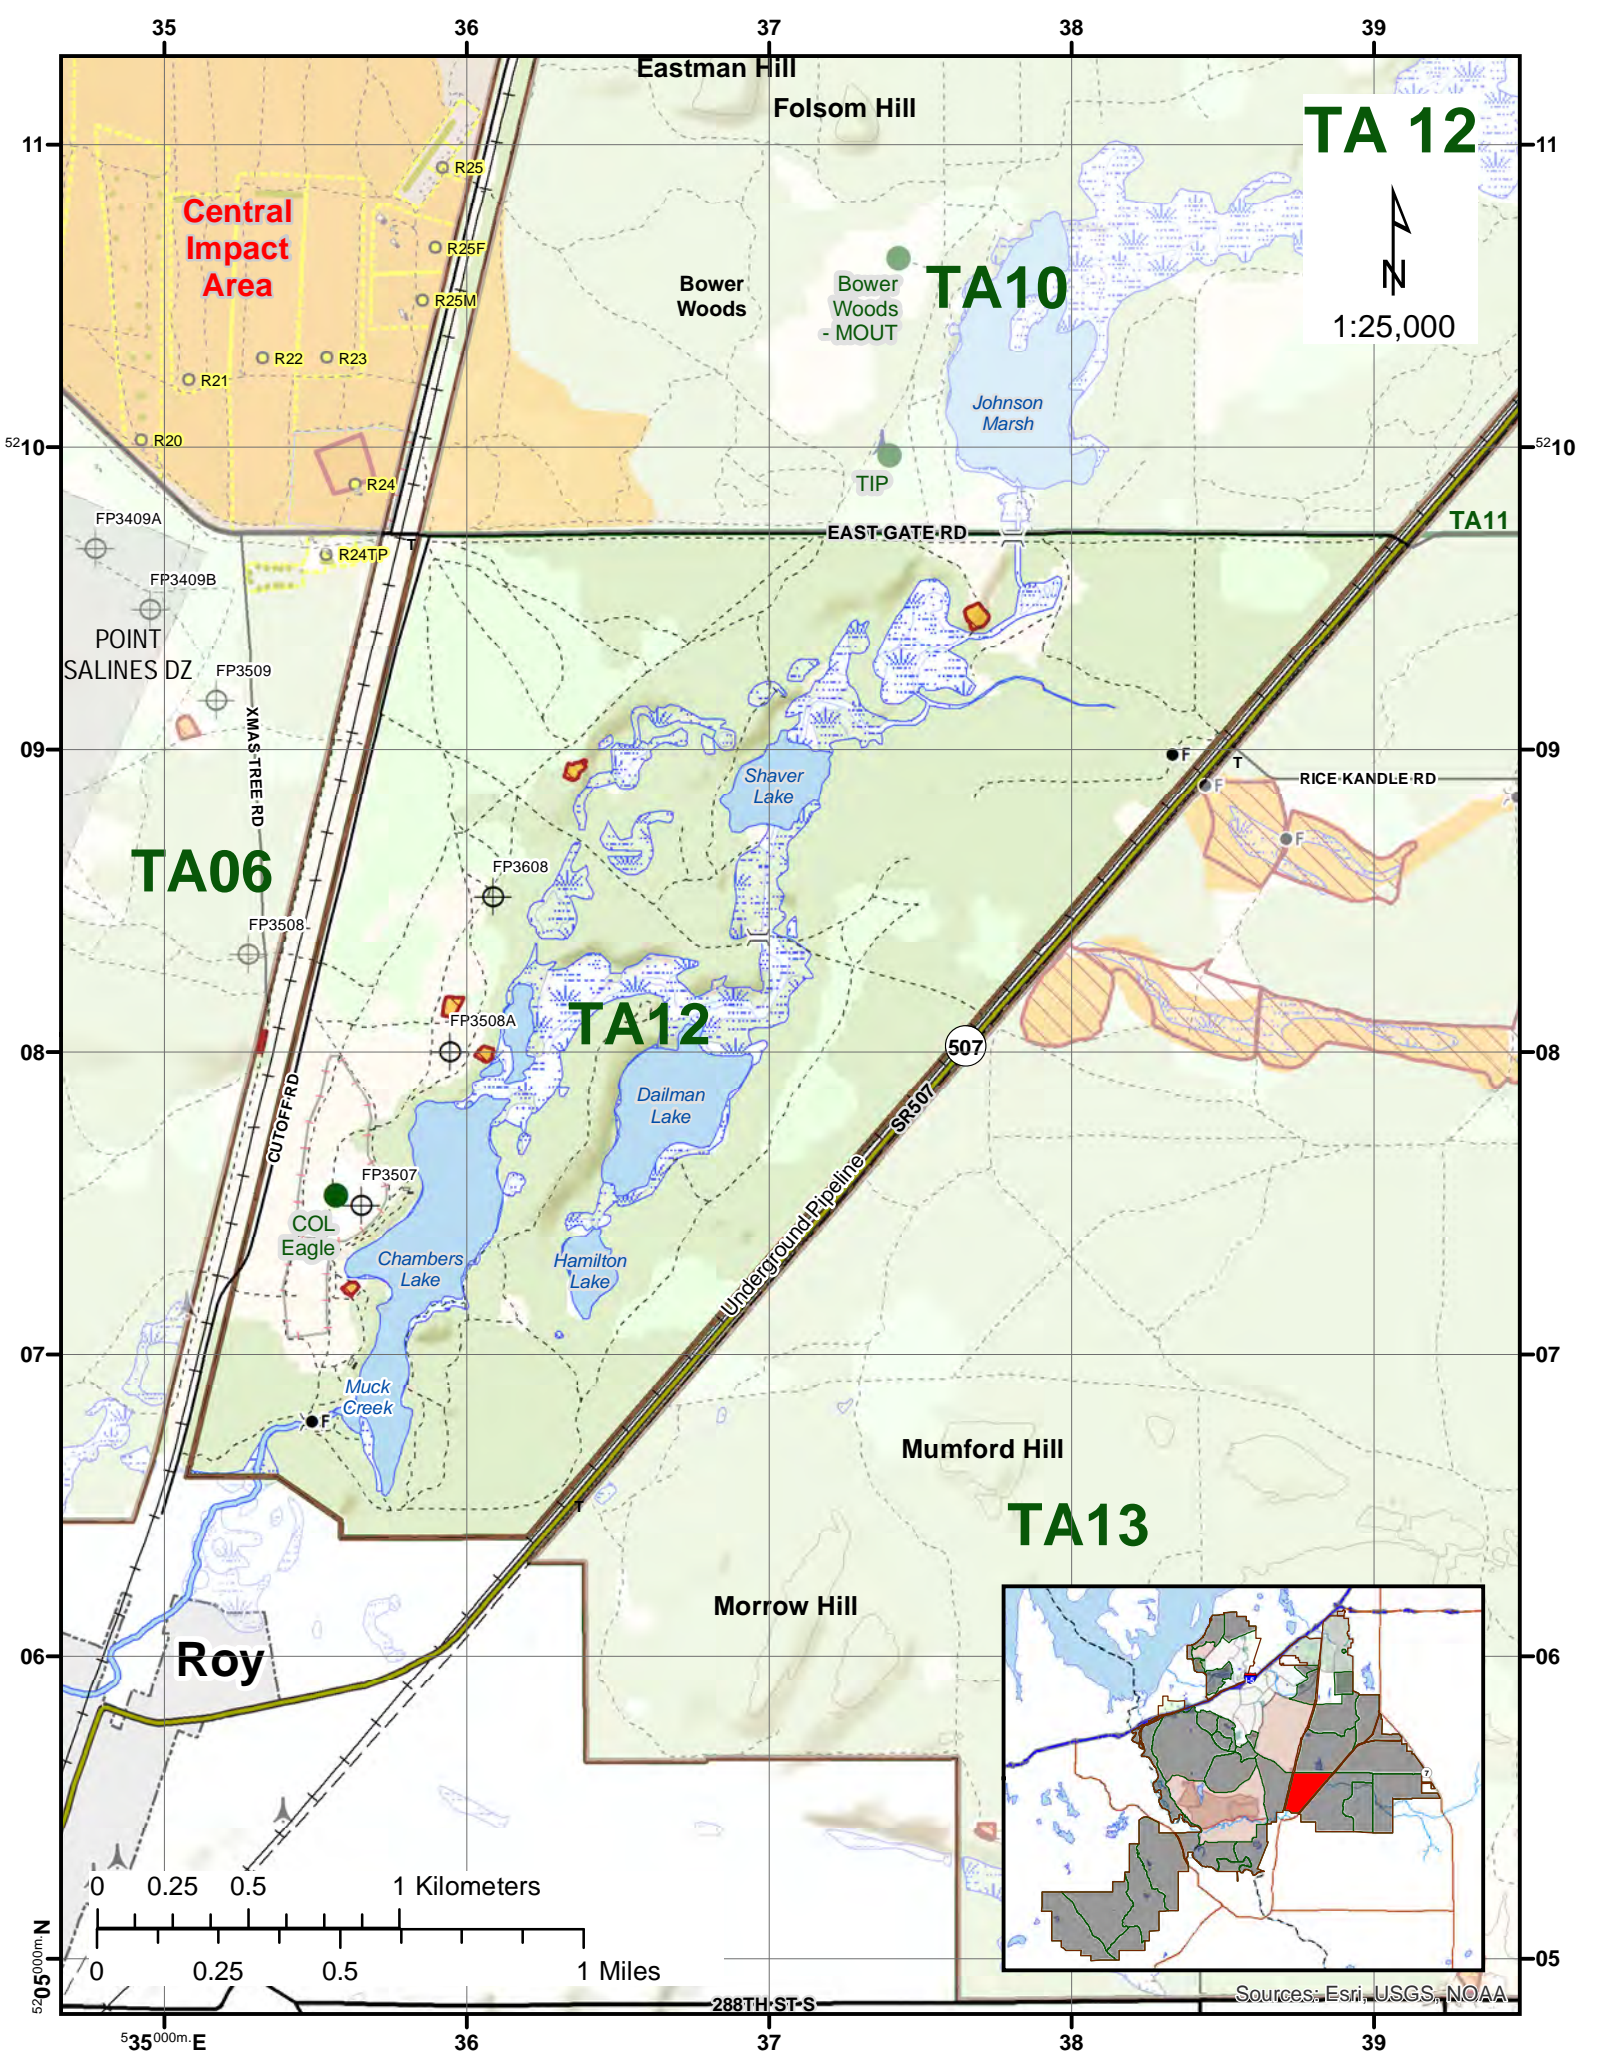 35 36 37 38 39
Eastman Hill
Folsom Hill
TA 12
11 11
R25
Central
Impact
Area
R25F
N
Bower
Woods
Bower
Woods
- MOUT
TA10
R25M
1:25,000
R22 R23
R21
Johnson
Marsh
R20
5210 5210
R24
TIP
FP3409A
EAST GATE RD
TA11
T
R24TP
FP3409B
POINT
SALINES DZ
FP3509
XMAS TREE RD
09 09
F
T
Shaver
Lake
RICE KANDLE RD
F
F
TA06
FP3608
FP3508
TA12
FP3508A
507
08 08
Dailman
Lake
SR507
CUTOFF RD
FP3507
Underground Pipeline
COL
Eagle
Chambers
Lake
Hamilton
Lake
07 07
Muck
Creek
F
Mumford Hill
T
TA13
Morrow Hill
Roy
06 06
7
0 0.25 0.5 1 Kilometers
0 0.25 0.5 1 Miles
5205000m.N
05
Sources: Esri, USGS, NOAA
288TH ST S
535000m.E 36 37 38 39